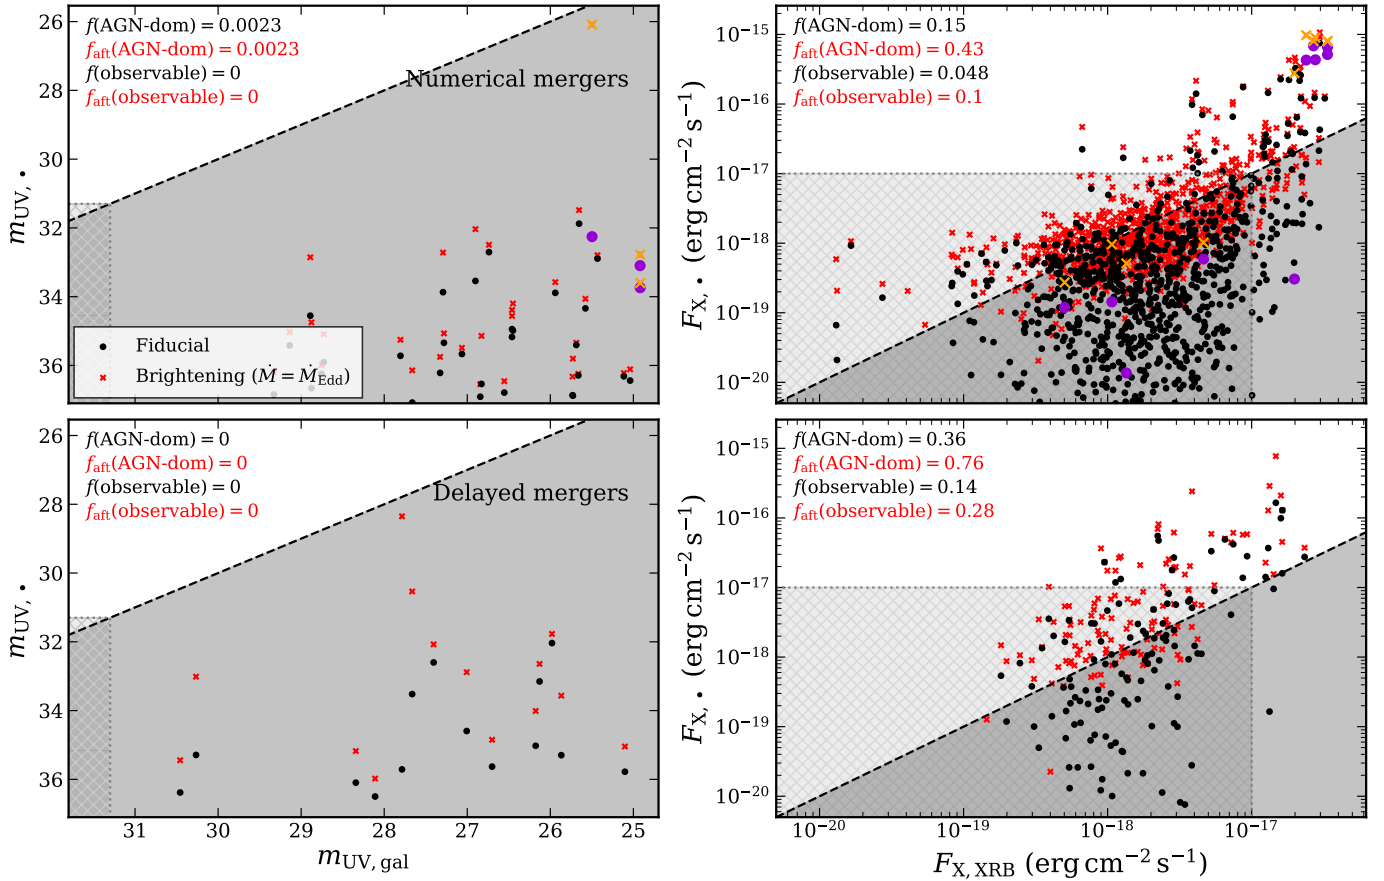 f(AGN-dom) = 0.0023
f_aft(AGN-dom) = 0.0023
f(observable) = 0
f_aft(observable) = 0
Numerical mergers
26
28
30
32
34
36
m_UV, •
Fiducial
Brightening (Ṁ = Ṁ_Edd)
f(AGN-dom) = 0.15
f_aft(AGN-dom) = 0.43
f(observable) = 0.048
f_aft(observable) = 0.1
10^−15
10^−16
10^−17
10^−18
10^−19
10^−20
F_X, • (erg cm^−2 s^−1)
f(AGN-dom) = 0
f_aft(AGN-dom) = 0
f(observable) = 0
f_aft(observable) = 0
Delayed mergers
26
28
30
32
34
36
m_UV, •
31
30
29
28
27
26
25
m_UV, gal
f(AGN-dom) = 0.36
f_aft(AGN-dom) = 0.76
f(observable) = 0.14
f_aft(observable) = 0.28
10^−15
10^−16
10^−17
10^−18
10^−19
10^−20
F_X, • (erg cm^−2 s^−1)
10^−20
10^−19
10^−18
10^−17
F_X, XRB (erg cm^−2 s^−1)